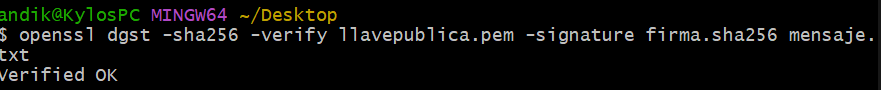 andik@KylosPC MINGW64 ~/Desktop
$ openssl dgst -sha256 -verify llavepublica.pem -signature firma.sha256 mensaje.
txt
Verified OK